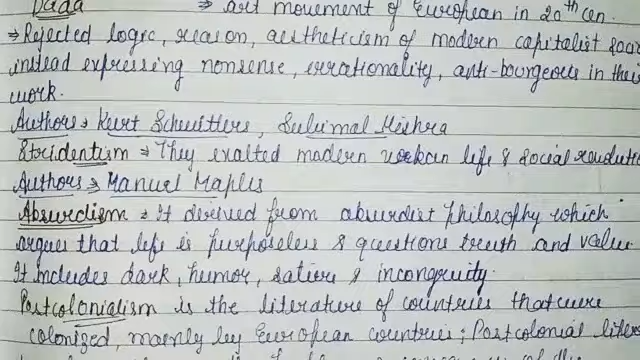 Dada ⇒ art movement of European in 20th cen.
⇒ Rejected logic, reason, aestheticism of modern capitalist
instead expressing nonsense, irrationality, anti-bourgeois in their
work.
Authors ⇒ Kurt Schwitters, Mishra
Stridentism ⇒ They exalted modern life & social
Authors ⇒ Manuel Maples
Absurdism ⇒ It derived from absurdist philosophy which
argues that life is purposeless & questions truth and value
It includes dark, humor, satire & incongruity.
Postcolonialism is the literature of countries that were
colonized, mainly by European countries; Postcolonial